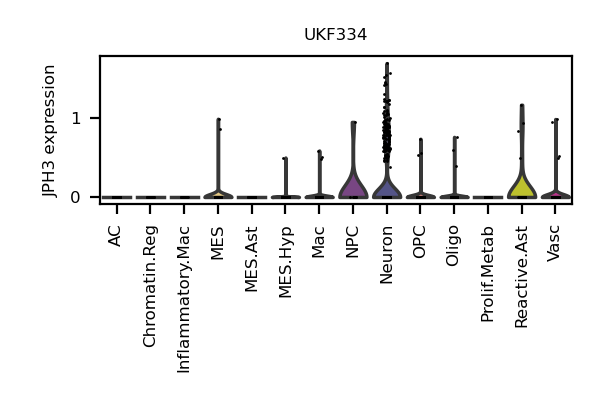 UKF334
JPH3 expression
1
0
AC
Chromatin.Reg
Inflammatory.Mac
MES
MES.Ast
MES.Hyp
Mac
NPC
Neuron
OPC
Oligo
Prolif.Metab
Reactive.Ast
Vasc